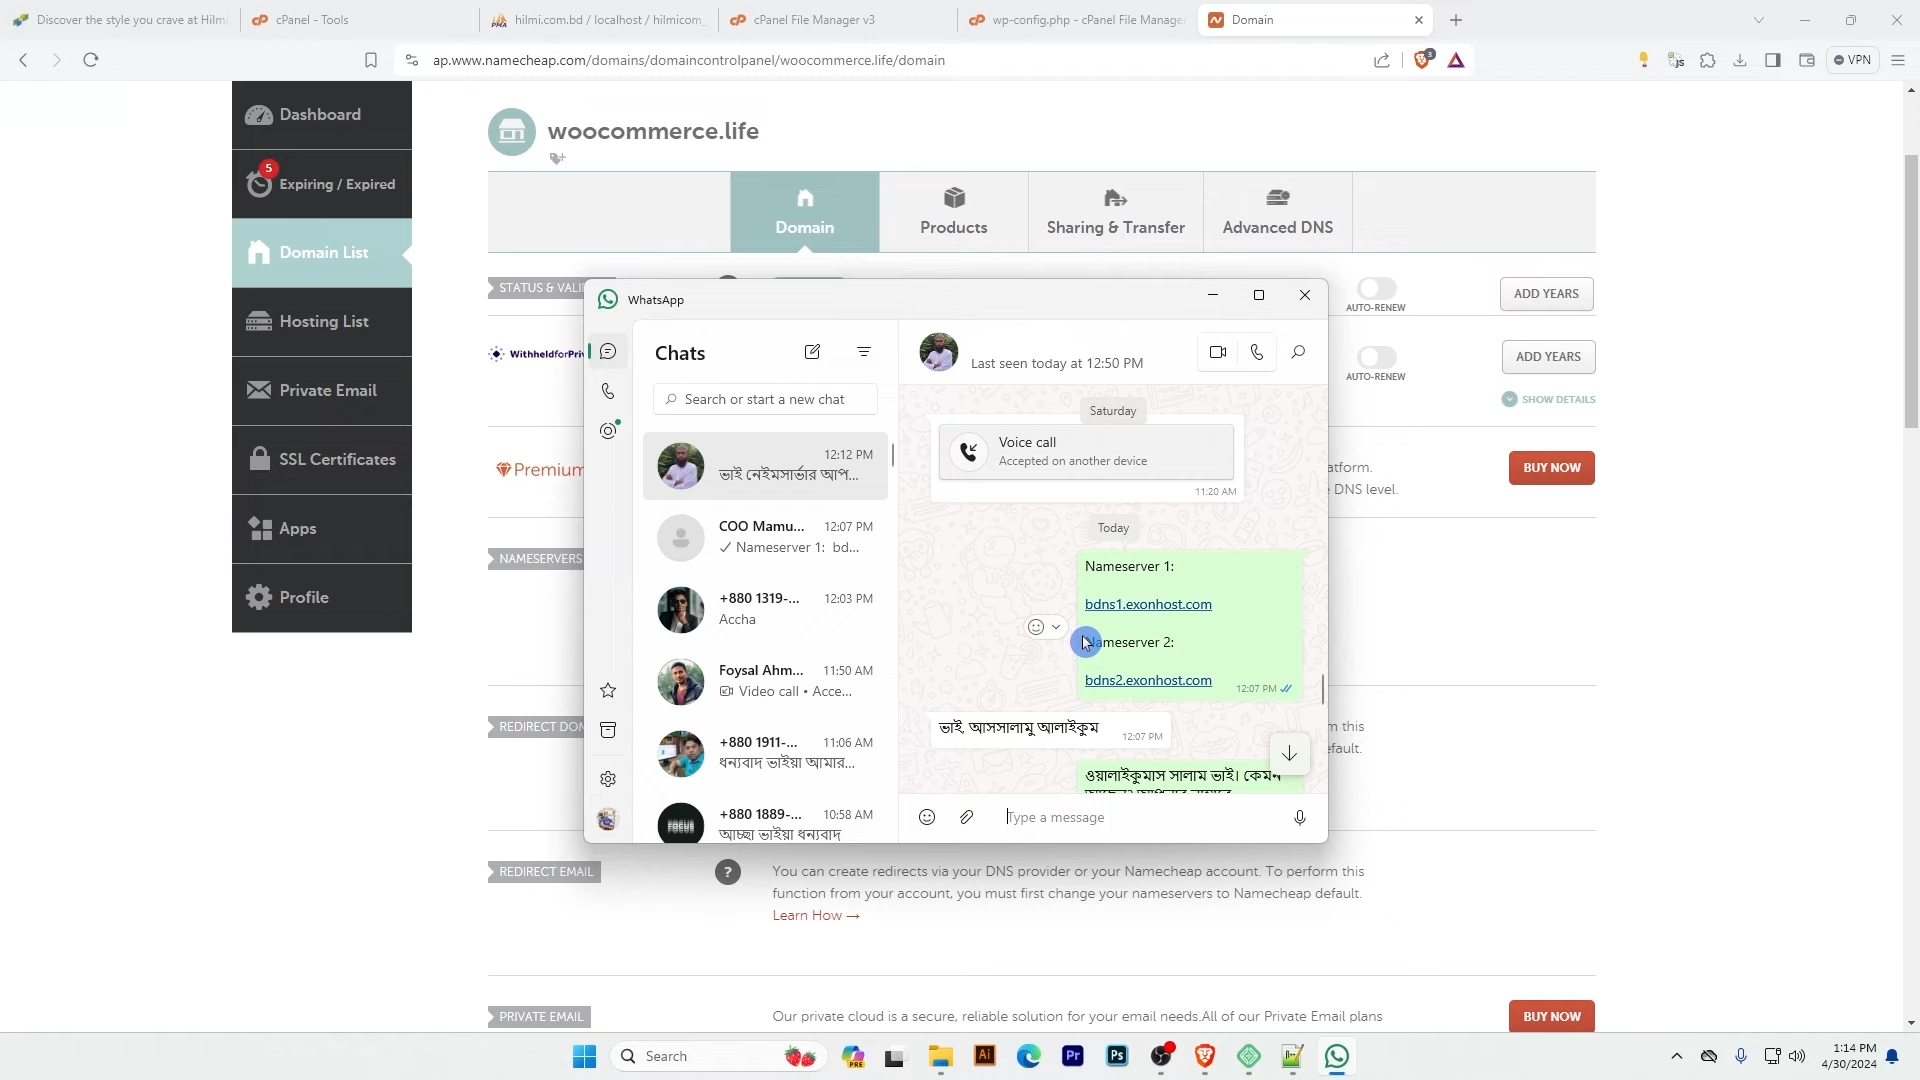 Discover the style you crave at Hilmi
cPanel - Tools
hilmi.com.bd / localhost / hilmicom_
cPanel File Manager v3
wp-config.php - cPanel File Manager
Domain
ap.www.namecheap.com/domains/domaincontrolpanel/woocommerce.life/domain
3
VPN
Dashboard
5
Expiring / Expired
Domain List
Hosting List
Private Email
SSL Certificates
Apps
Profile
woocommerce.life
Domain
Products
Sharing & Transfer
Advanced DNS
STATUS & VALI
AUTO-RENEW
ADD YEARS
WithheldforPriv
AUTO-RENEW
ADD YEARS
SHOW DETAILS
Premium
atform.
DNS level.
BUY NOW
NAMESERVERS
REDIRECT DOM
m this
efault.
REDIRECT EMAIL
?
You can create redirects via your DNS provider or your Namecheap account. To perform this
function from your account, you must first change your nameservers to Namecheap default.
Learn How →
PRIVATE EMAIL
Our private cloud is a secure, reliable solution for your email needs.All of our Private Email plans
BUY NOW
WhatsApp
Chats
Search or start a new chat
12:12 PM
ভাই নেইমসার্ভার আপ...
COO Mamu... 12:07 PM
Nameserver 1: bd...
+880 1319-... 12:03 PM
Accha
Foysal Ahm... 11:50 AM
Video call • Acce...
+880 1911-... 11:06 AM
ধন্যবাদ ভাইয়া আমার...
+880 1889-... 10:58 AM
আচ্ছা ভাইয়া ধন্যবাদ
FOCUS
Last seen today at 12:50 PM
Saturday
Voice call
Accepted on another device
11:20 AM
Today
Nameserver 1:
bdns1.exonhost.com
Nameserver 2:
bdns2.exonhost.com
12:07 PM
ভাই, আসসালামু আলাইকুম
12:07 PM
ওয়ালাইকুমাস সালাম ভাই। কেমন
Type a message
Search
PRE
Ai
Pr
Ps
1:14 PM
4/30/2024